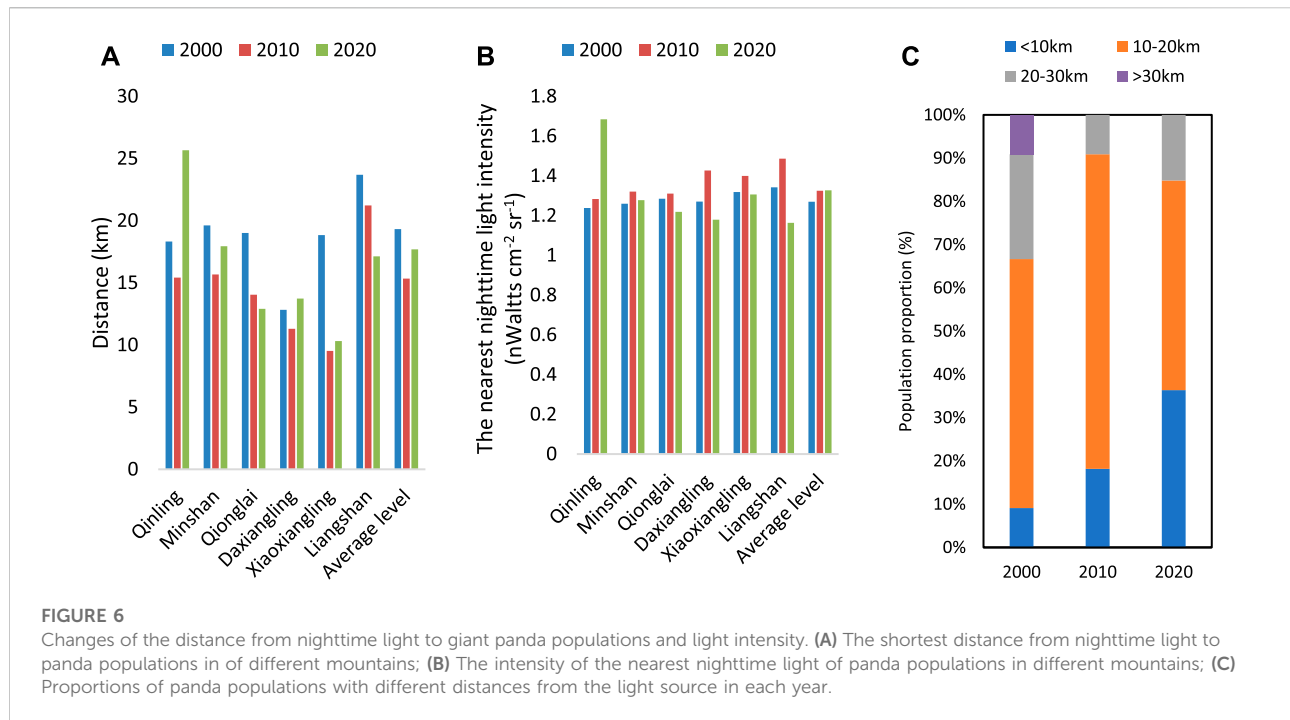 A
2000 2010 2020
30
25
20
15
10
5
0
Distance (km)
Qinling
Minshan
Qionglai
Daxiangling
Xiaoxiangling
Liangshan
Average level
B
2000 2010 2020
The nearest nighttime light intensity
(nWaltts cm⁻² sr⁻¹)
1.8
1.6
1.4
1.2
1
0.8
0.6
0.4
0.2
0
Qinling
Minshan
Qionglai
Daxiangling
Xiaoxiangling
Liangshan
Average level
C
<10km 10-20km
20-30km >30km
Population proportion (%)
100%
90%
80%
70%
60%
50%
40%
30%
20%
10%
0%
2000 2010 2020
FIGURE 6
Changes of the distance from nighttime light to giant panda populations and light intensity. (A) The shortest distance from nighttime light to
panda populations in of different mountains; (B) The intensity of the nearest nighttime light of panda populations in different mountains; (C)
Proportions of panda populations with different distances from the light source in each year.